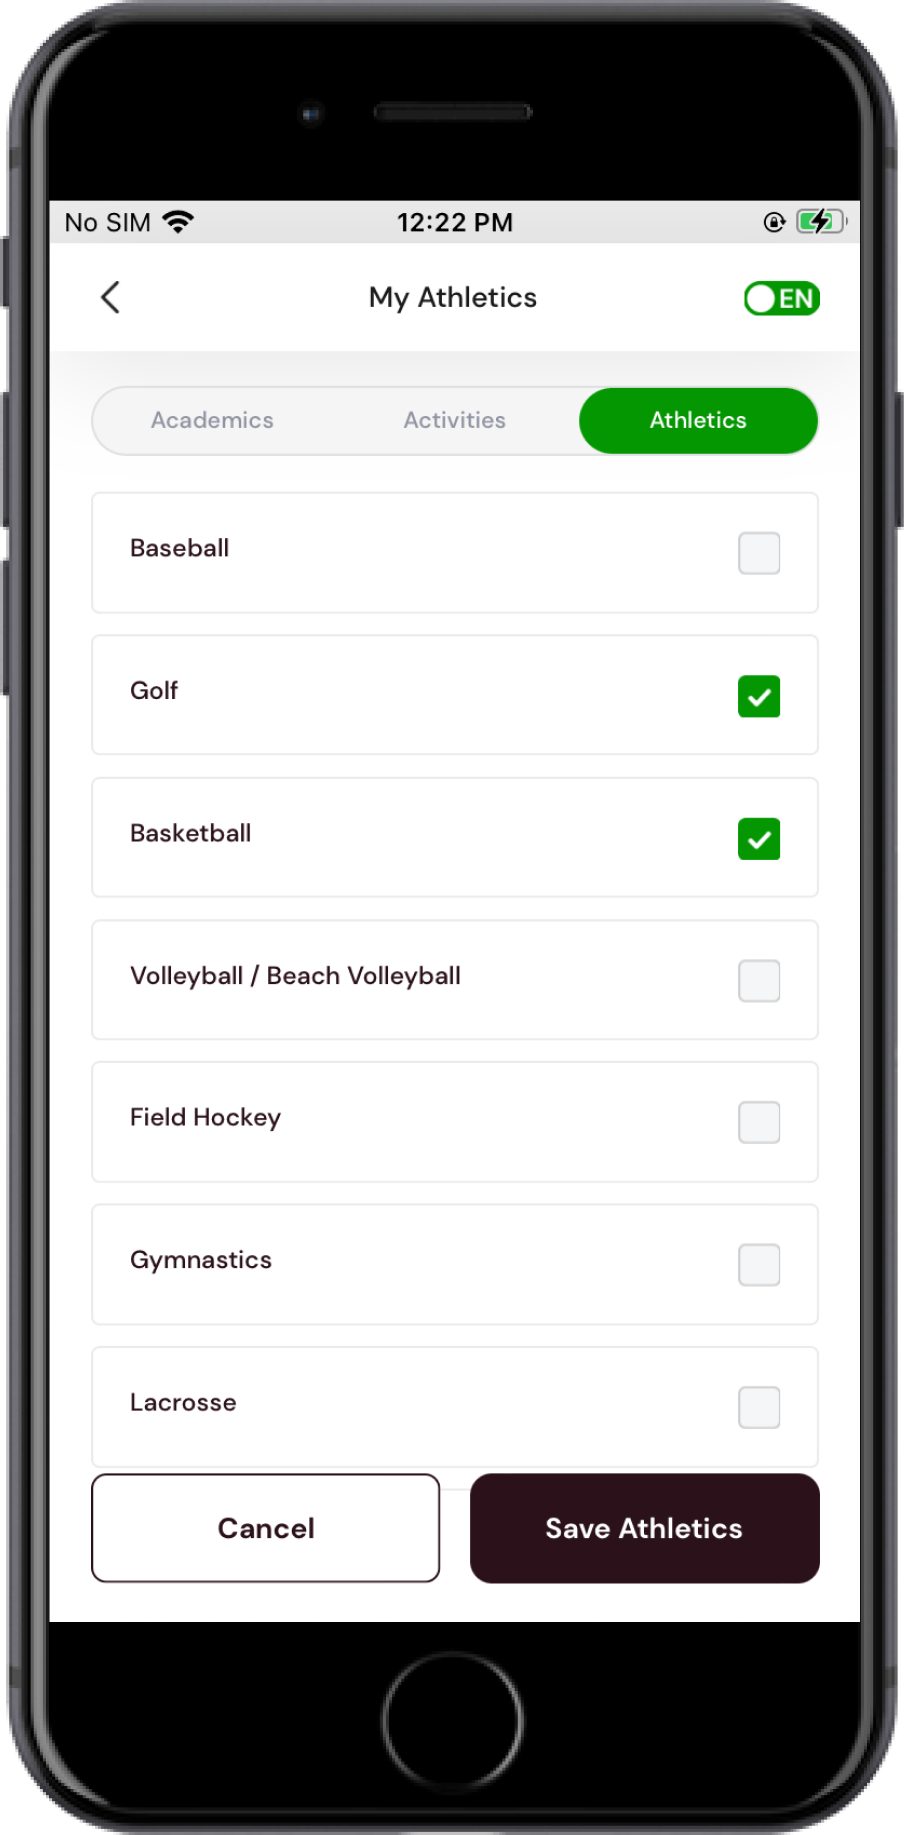 No SIM 12:22 PM
My Athletics EN
Academics Activities Athletics
Baseball
Golf
Basketball
Volleyball / Beach Volleyball
Field Hockey
Gymnastics
Lacrosse
Cancel Save Athletics